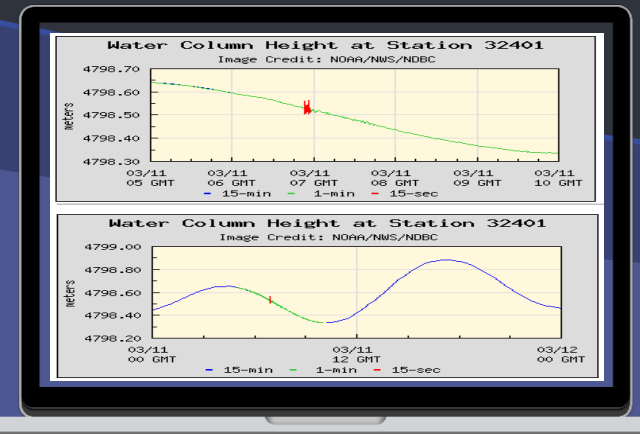 Water Column Height at Station 32401
Image Credit: NOAA/NWS/NDBC
meters
4798.70
4798.60
4798.50
4798.40
4798.30
03/11 03/11 03/11 03/11 03/11 03/11
05 GMT 06 GMT 07 GMT 08 GMT 09 GMT 10 GMT
15-min 1-min 15-sec
Water Column Height at Station 32401
Image Credit: NOAA/NWS/NDBC
meters
4799.00
4798.80
4798.60
4798.40
4798.20
03/11 03/11 03/12
00 GMT 12 GMT 00 GMT
15-min 1-min 15-sec